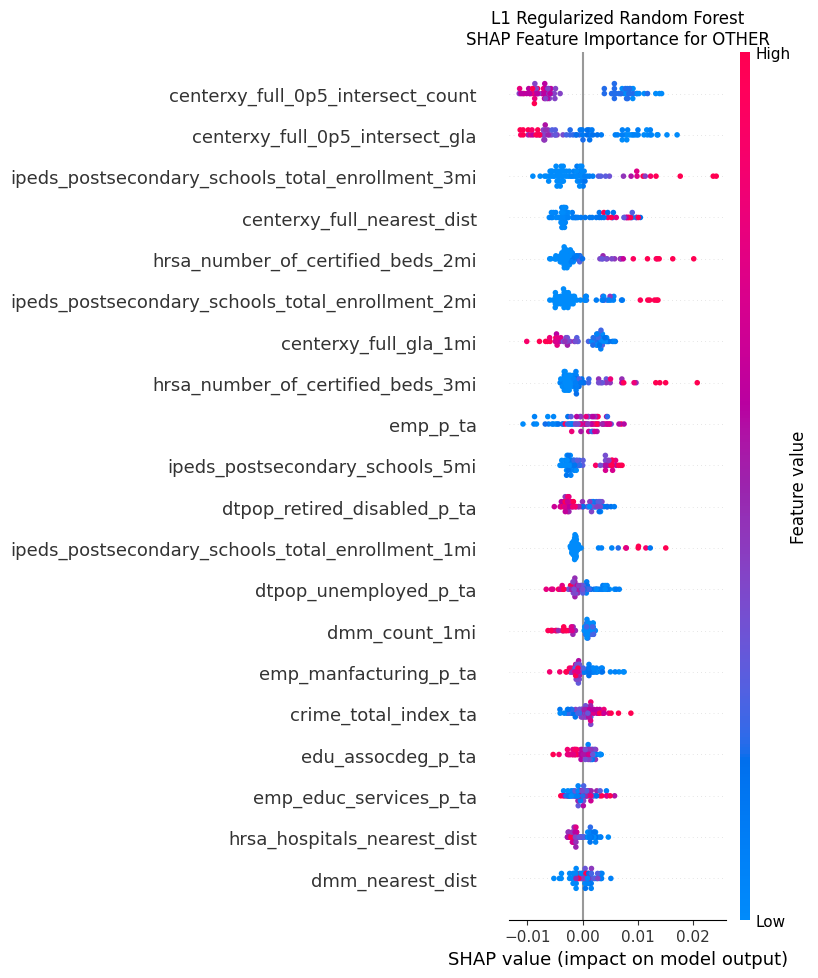 L1 Regularized Random Forest
SHAP Feature Importance for OTHER
High
centerxy_full_0p5_intersect_count
centerxy_full_0p5_intersect_gla
ipeds_postsecondary_schools_total_enrollment_3mi
centerxy_full_nearest_dist
hrsa_number_of_certified_beds_2mi
ipeds_postsecondary_schools_total_enrollment_2mi
centerxy_full_gla_1mi
hrsa_number_of_certified_beds_3mi
emp_p_ta
ipeds_postsecondary_schools_5mi
dtpop_retired_disabled_p_ta
ipeds_postsecondary_schools_total_enrollment_1mi
dtpop_unemployed_p_ta
dmm_count_1mi
emp_manfacturing_p_ta
crime_total_index_ta
edu_assocdeg_p_ta
emp_educ_services_p_ta
hrsa_hospitals_nearest_dist
dmm_nearest_dist
Feature value
Low
−0.01 0.00 0.01 0.02
SHAP value (impact on model output)